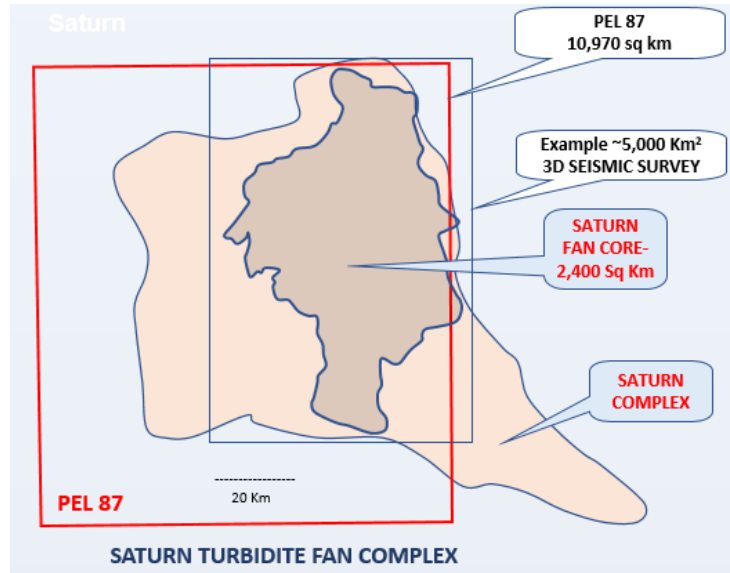 Saturn
PEL 87
10,970 sq km
Example ~5,000 Km²
3D SEISMIC SURVEY
SATURN
FAN CORE-
2,400 Sq Km
SATURN
COMPLEX
20 Km
PEL 87
SATURN TURBIDITE FAN COMPLEX